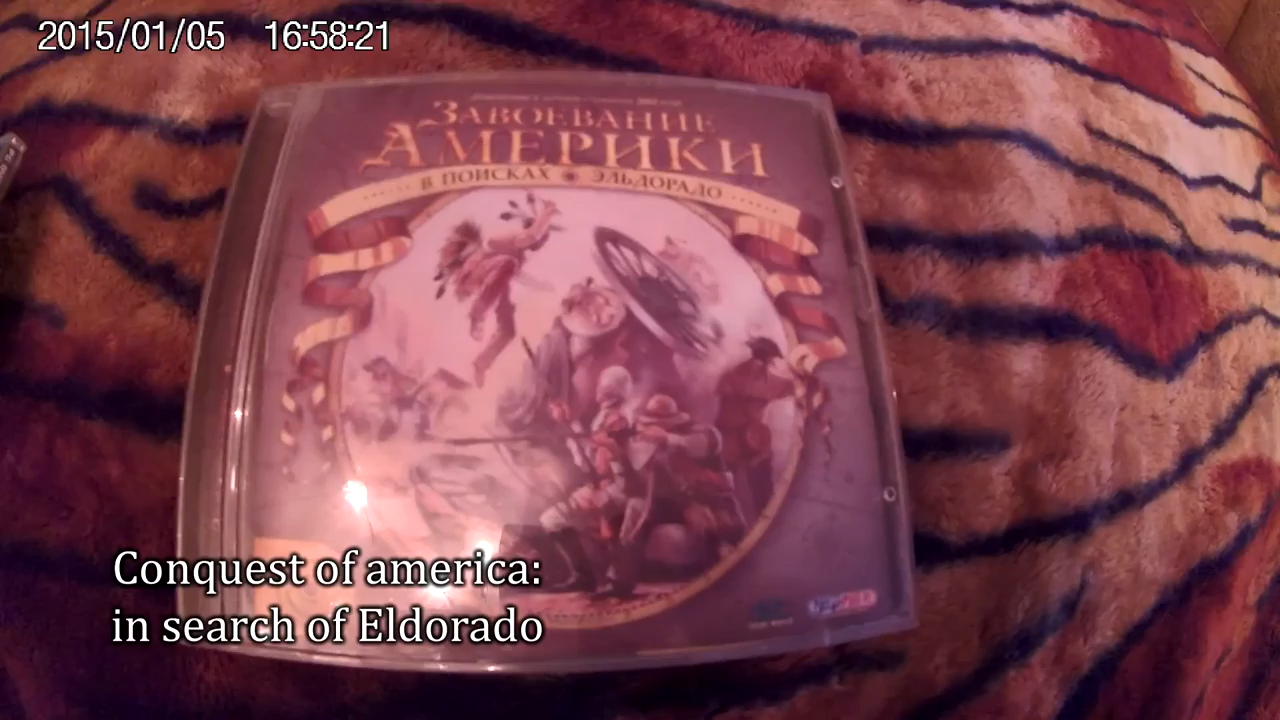 2015/01/05 16:58:21
ЗАВОЕВАНИЕ
АМЕРИКИ
В ПОИСКАХ ЭЛЬДОРАДО
Conquest of america:
in search of Eldorado